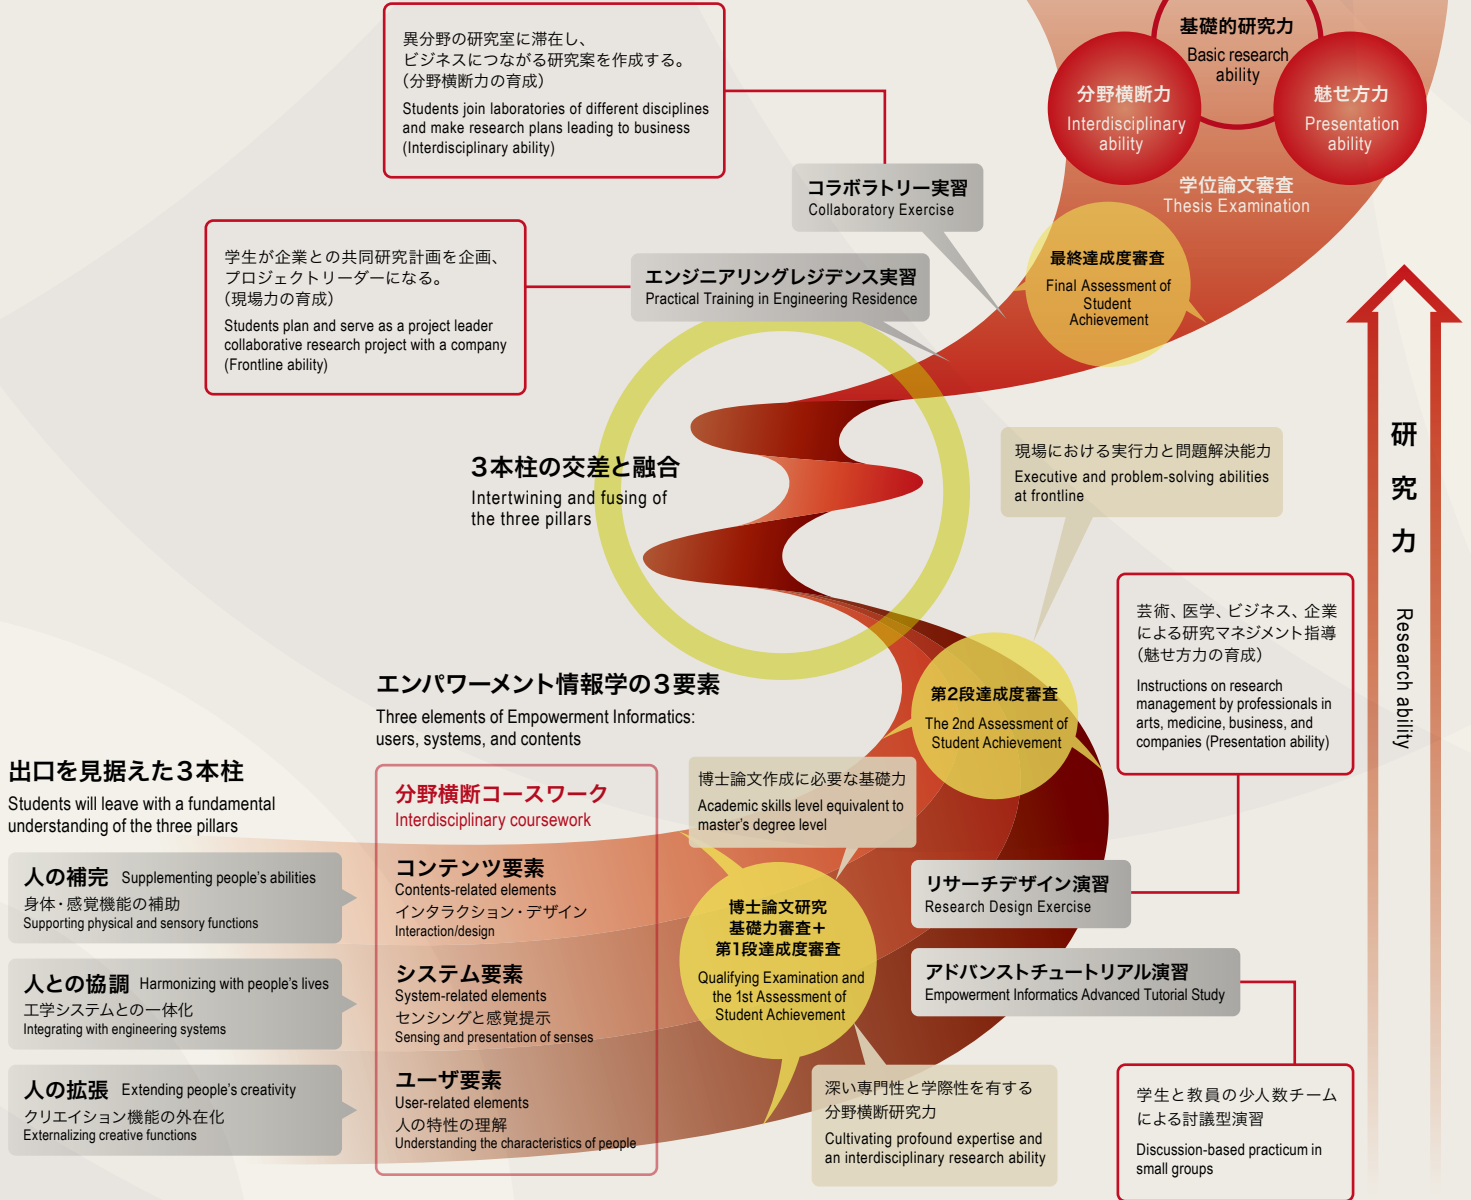 異分野の研究室に滞在し、
ビジネスにつながる研究案を作成する。
（分野横断力の育成）
Students join laboratories of different disciplines
and make research plans leading to business
(Interdisciplinary ability)
基礎的研究力
Basic research
ability
分野横断力
Interdisciplinary
ability
魅せ方力
Presentation
ability
学位論文審査
Thesis Examination
コラボラトリー実習
Collaboratory Exercise
学生が企業との共同研究計画を企画、
プロジェクトリーダーになる。
（現場力の育成）
Students plan and serve as a project leader
collaborative research project with a company
(Frontline ability)
エンジニアリングレジデンス実習
Practical Training in Engineering Residence
最終達成度審査
Final Assessment of
Student
Achievement
研究力
Research ability
3本柱の交差と融合
Intertwining and fusing of
the three pillars
現場における実行力と問題解決能力
Executive and problem-solving abilities
at frontline
芸術、医学、ビジネス、企業
による研究マネジメント指導
（魅せ方力の育成）
Instructions on research
management by professionals in
arts, medicine, business, and
companies (Presentation ability)
第2段達成度審査
The 2nd Assessment of
Student Achievement
エンパワーメント情報学の3要素
Three elements of Empowerment Informatics:
users, systems, and contents
出口を見据えた3本柱
Students will leave with a fundamental
understanding of the three pillars
分野横断コースワーク
Interdisciplinary coursework
博士論文作成に必要な基礎力
Academic skills level equivalent to
master's degree level
人の補完 Supplementing people's abilities
身体・感覚機能の補助
Supporting physical and sensory functions
コンテンツ要素
Contents-related elements
インタラクション・デザイン
Interaction/design
人との協調 Harmonizing with people's lives
工学システムとの一体化
Integrating with engineering systems
システム要素
System-related elements
センシングと感覚提示
Sensing and presentation of senses
人の拡張 Extending people's creativity
クリエイション機能の外在化
Externalizing creative functions
ユーザ要素
User-related elements
人の特性の理解
Understanding the characteristics of people
博士論文研究
基礎力審査＋
第1段達成度審査
Qualifying Examination and
the 1st Assessment of
Student Achievement
リサーチデザイン演習
Research Design Exercise
アドバンストチュートリアル演習
Empowerment Informatics Advanced Tutorial Study
深い専門性と学際性を有する
分野横断研究力
Cultivating profound expertise and
an interdisciplinary research ability
学生と教員の少人数チーム
による討議型演習
Discussion-based practicum in
small groups